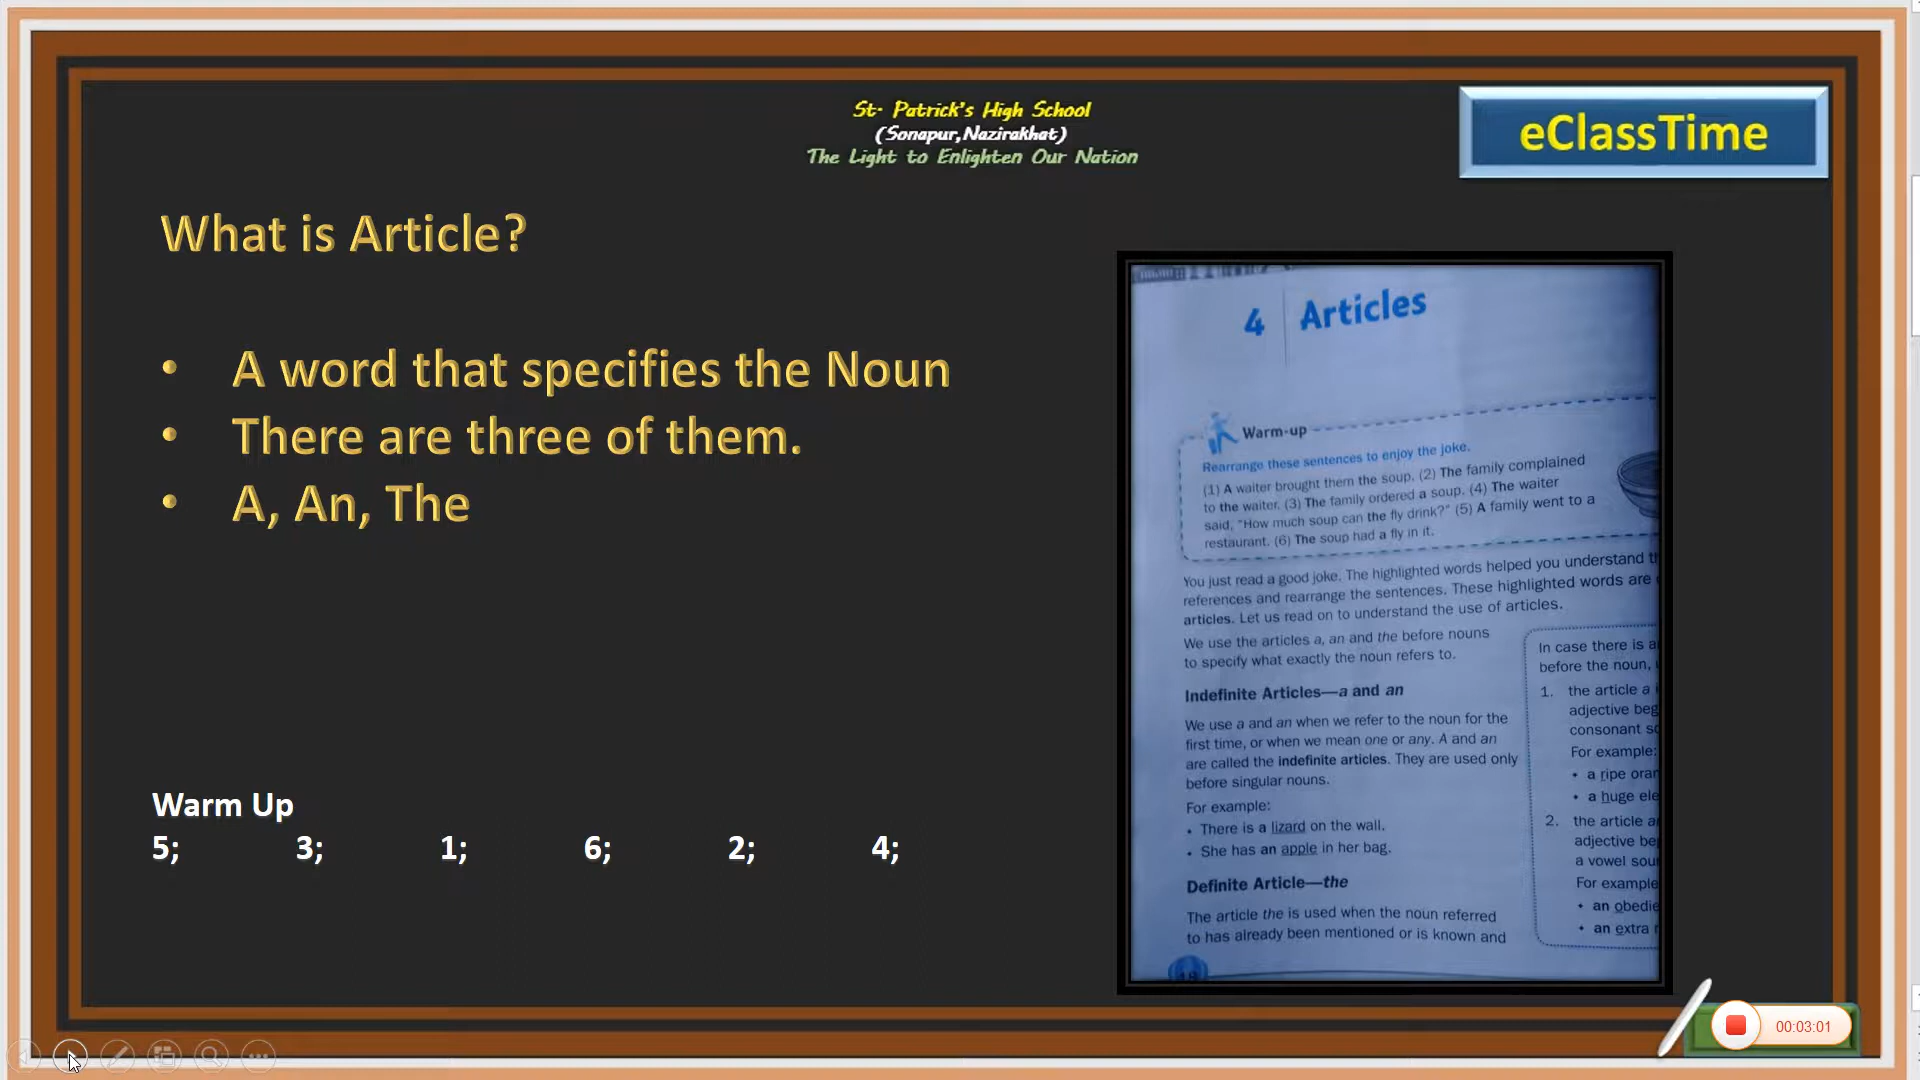 St. Patrick's High School
(Sonapur,Nazirakhat)
The Light to Enlighten Our Nation
eClassTime
What is Article?
• A word that specifies the Noun
• There are three of them.
• A, An, The
Warm Up
5; 3; 1; 6; 2; 4;
4 Articles
Warm-up
Rearrange these sentences to enjoy the joke.
(1) A waiter brought them the soup. (2) The family complained
to the waiter. (3) The family ordered a soup. (4) The waiter
said, "How much soup can the fly drink?" (5) A family went to a
restaurant. (6) The soup had a fly in it.
You just read a good joke. The highlighted words helped you understand
references and rearrange the sentences. These highlighted words are
articles. Let us read on to understand the use of articles.
We use the articles a, an and the before nouns
to specify what exactly the noun refers to.
Indefinite Articles—a and an
We use a and an when we refer to the noun for the
first time, or when we mean one or any. A and an
are called the indefinite articles. They are used only
before singular nouns.
For example:
• There is a lizard on the wall.
• She has an apple in her bag.
Definite Article—the
The article the is used when the noun referred
to has already been mentioned or is known and
In case there is
before the noun,
1. the article a
adjective
consonant
For example:
• a ripe
• a huge
2. the article
adjective
a vowel
For example
• an
• an extra
18
00:03:01